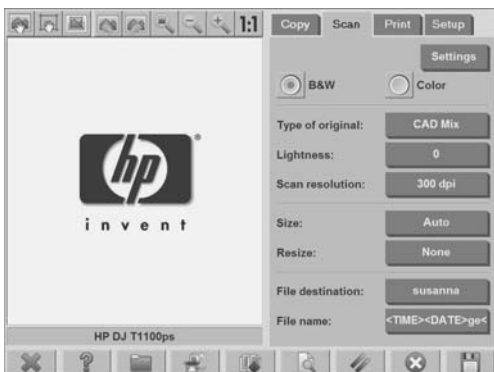 1:1
Copy Scan Print Setup
Settings
B&W Color
Type of original: CAD Mix
Lightness: 0
Scan resolution: 300 dpi
Size: Auto
Resize: None
File destination: susanna
File name: <TIME><DATE>ge<
hp
invent
HP DJ T1100ps
?